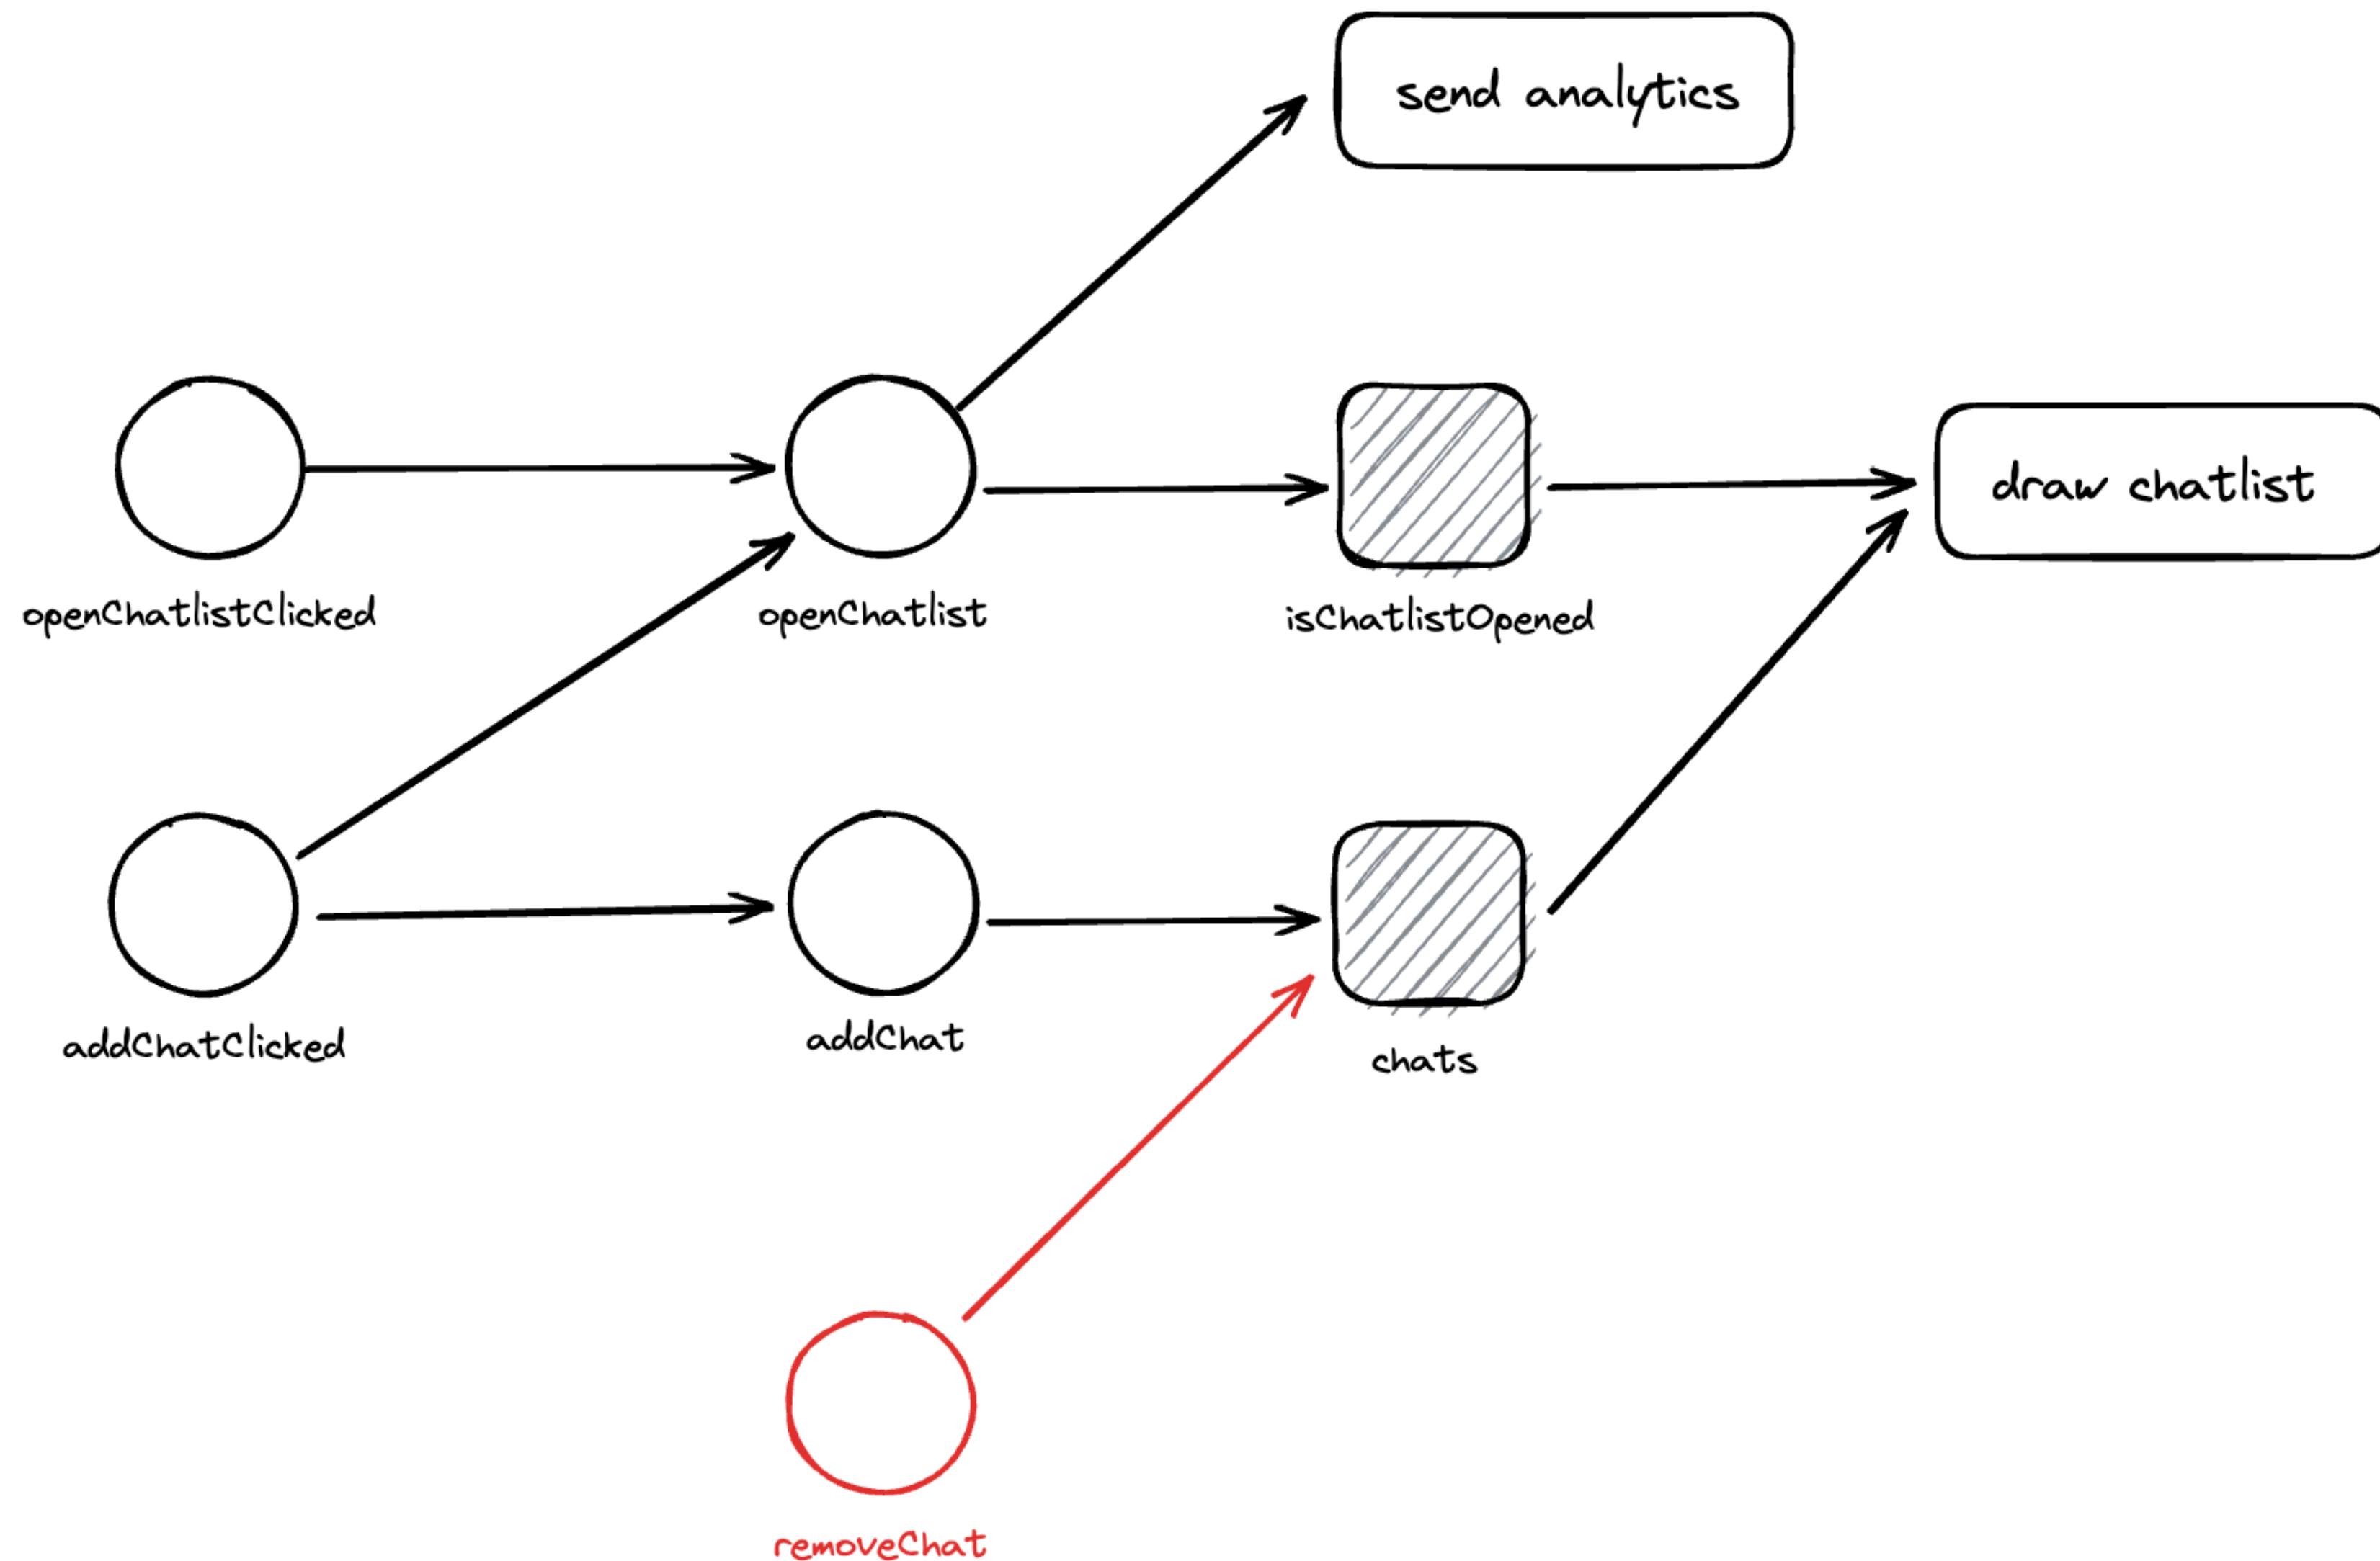 send analytics
draw chatlist
openChatlistClicked
openChatlist
isChatlistOpened
addChatClicked
addChat
chats
removeChat